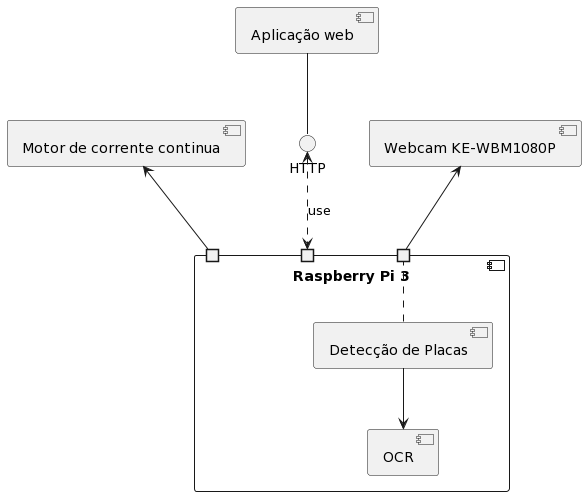 Aplicação web
Motor de corrente continua
HTTP
Webcam KE-WBM1080P
use
Raspberry Pi 3
Detecção de Placas
OCR